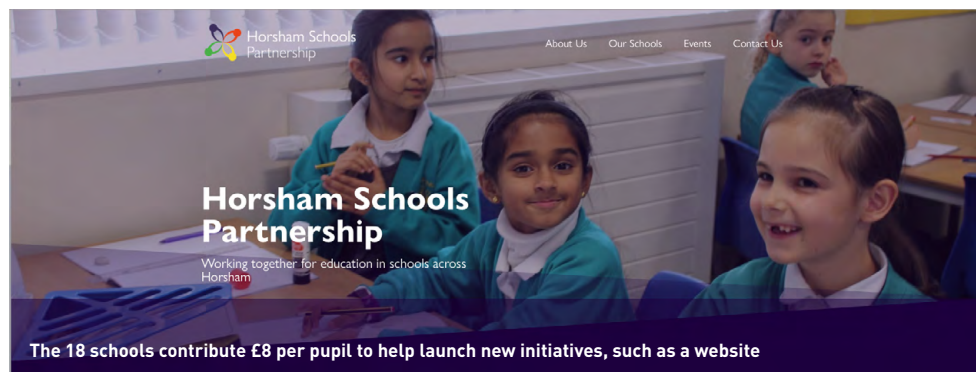 Horsham Schools
Partnership
About Us Our Schools Events Contact Us
Horsham Schools
Partnership
Working together for education in schools across
Horsham
The 18 schools contribute £8 per pupil to help launch new initiatives, such as a website